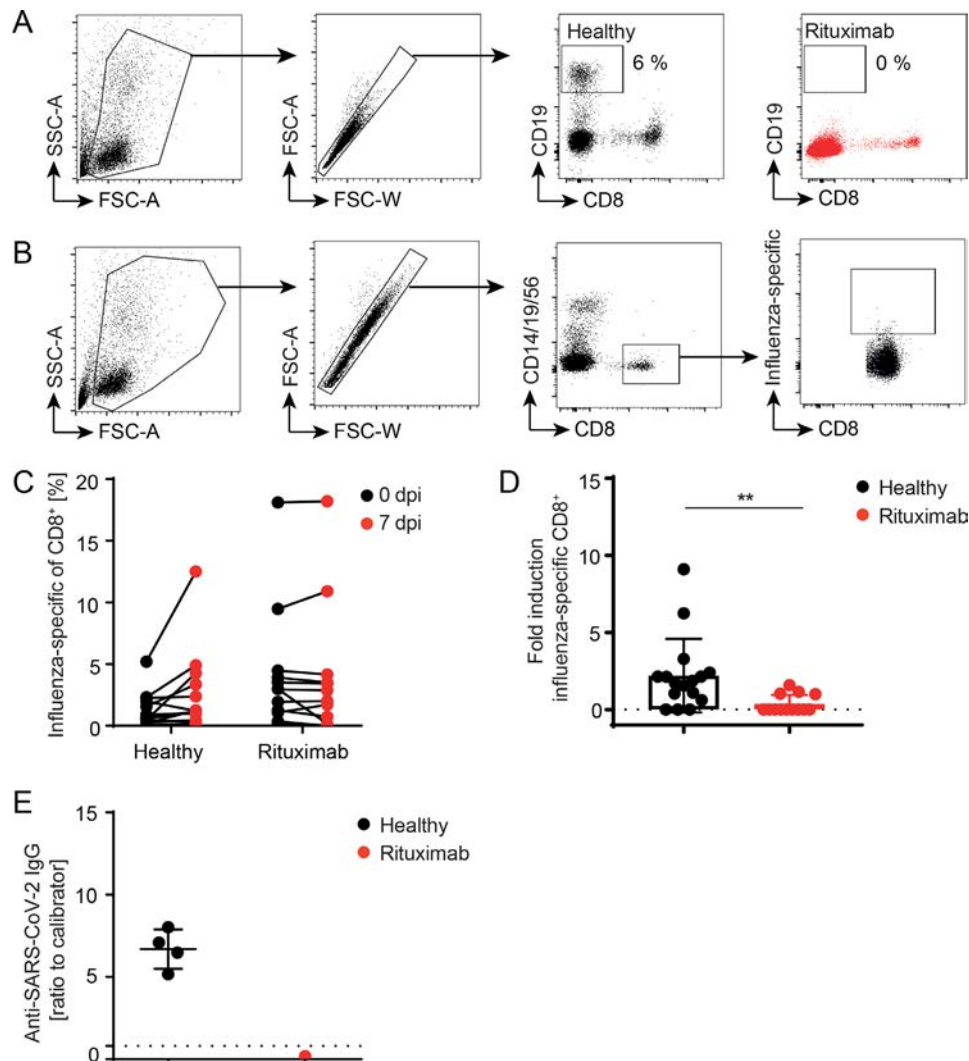 A
SSC-A
FSC-A
FSC-A
FSC-W
Healthy
6 %
CD19
CD8
Rituximab
0 %
CD19
CD8
B
SSC-A
FSC-A
FSC-A
FSC-W
CD14/19/56
CD8
Influenza-specific
CD8
C
Influenza-specific of CD8⁺ [%]
20
15
10
5
0
Healthy
Rituximab
0 dpi
7 dpi
D
Fold induction
influenza-specific CD8⁺
15
10
5
0
**
Healthy
Rituximab
E
Anti-SARS-CoV-2 IgG
[ratio to calibrator]
15
10
5
0
Healthy
Rituximab